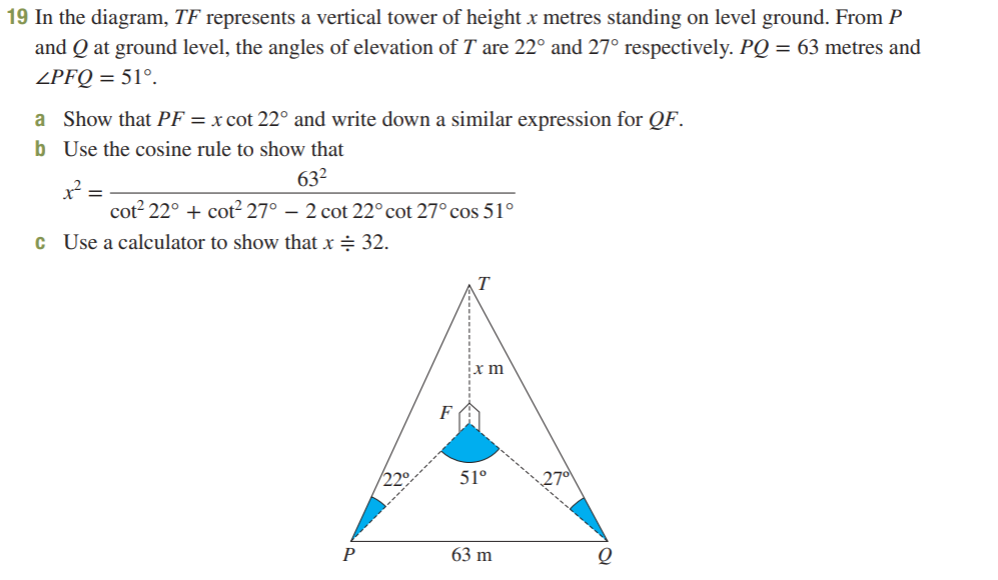 19 In the diagram, TF represents a vertical tower of height x metres standing on level ground. From P
and Q at ground level, the angles of elevation of T are 22° and 27° respectively. PQ = 63 metres and
∠PFQ = 51°.
a Show that PF = x cot 22° and write down a similar expression for QF.
b Use the cosine rule to show that
x² = 63² / (cot² 22° + cot² 27° − 2 cot 22° cot 27° cos 51°)
c Use a calculator to show that x ≑ 32.
T
x m
F
22°
51°
27°
P
63 m
Q